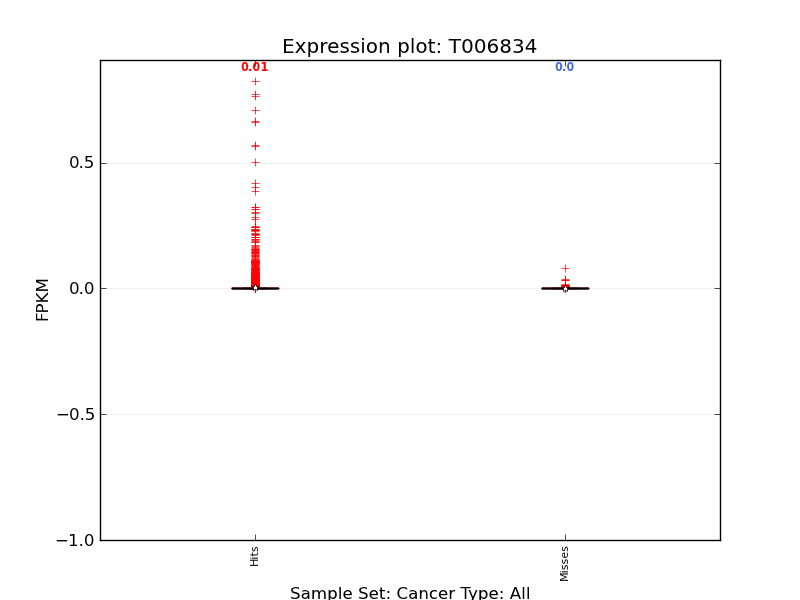 Expression plot: T006834
0.01
0.0
0.5
0.0
−0.5
−1.0
FPKM
Hits
Misses
Sample Set: Cancer Type: All